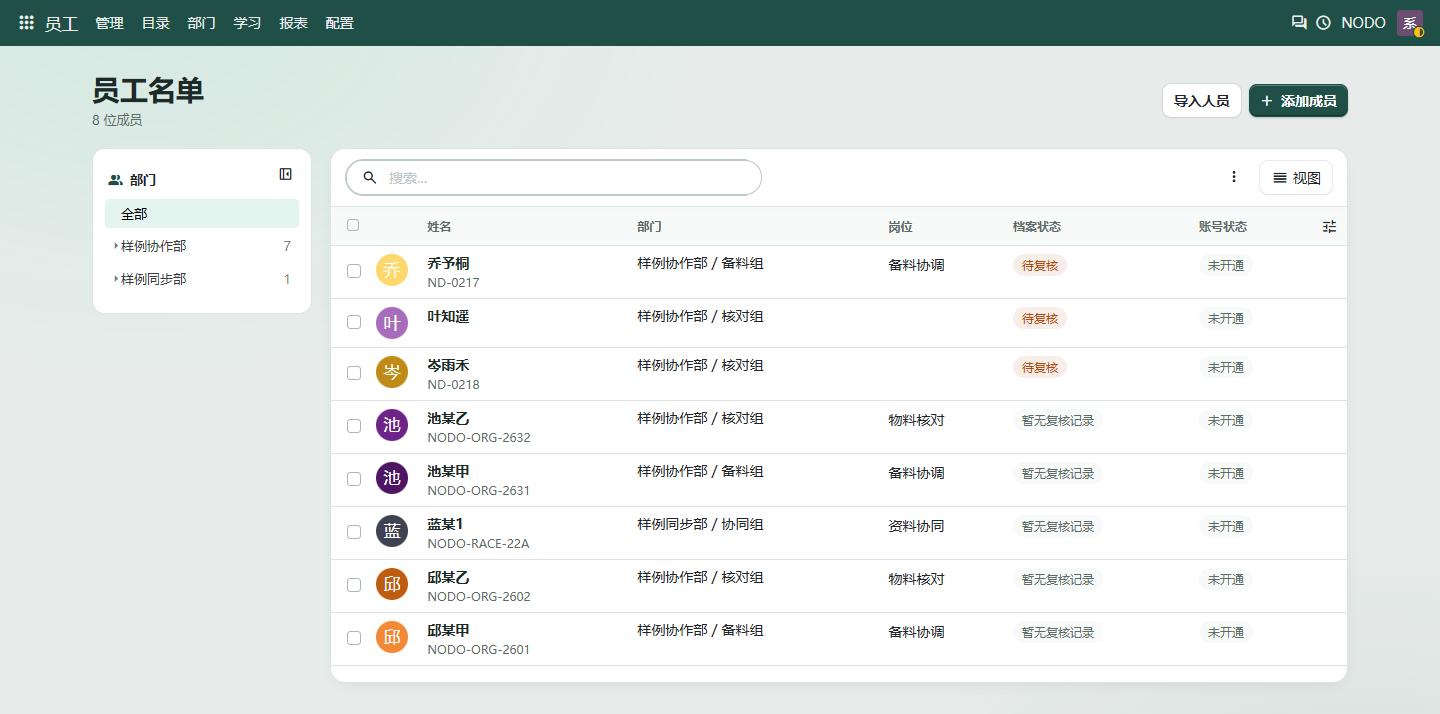 员工 管理 目录 部门 学习 报表 配置 NODO 系
员工名单
8 位成员
导入人员 + 添加成员
部门
全部
样例协作部 7
样例同步部 1
搜索... 视图
姓名 部门 岗位 档案状态 账号状态
乔 乔予桐 样例协作部 / 备料组 备料协调 待复核 未开通
ND-0217
叶 叶知遥 样例协作部 / 核对组 待复核 未开通
岑 岑雨禾 样例协作部 / 核对组 待复核 未开通
ND-0218
池 池某乙 样例协作部 / 核对组 物料核对 暂无复核记录 未开通
NODO-ORG-2632
池 池某甲 样例协作部 / 备料组 备料协调 暂无复核记录 未开通
NODO-ORG-2631
蓝 蓝某1 样例同步部 / 协同组 资料协同 暂无复核记录 未开通
NODO-RACE-22A
邱 邱某乙 样例协作部 / 核对组 物料核对 暂无复核记录 未开通
NODO-ORG-2602
邱 邱某甲 样例协作部 / 备料组 备料协调 暂无复核记录 未开通
NODO-ORG-2601